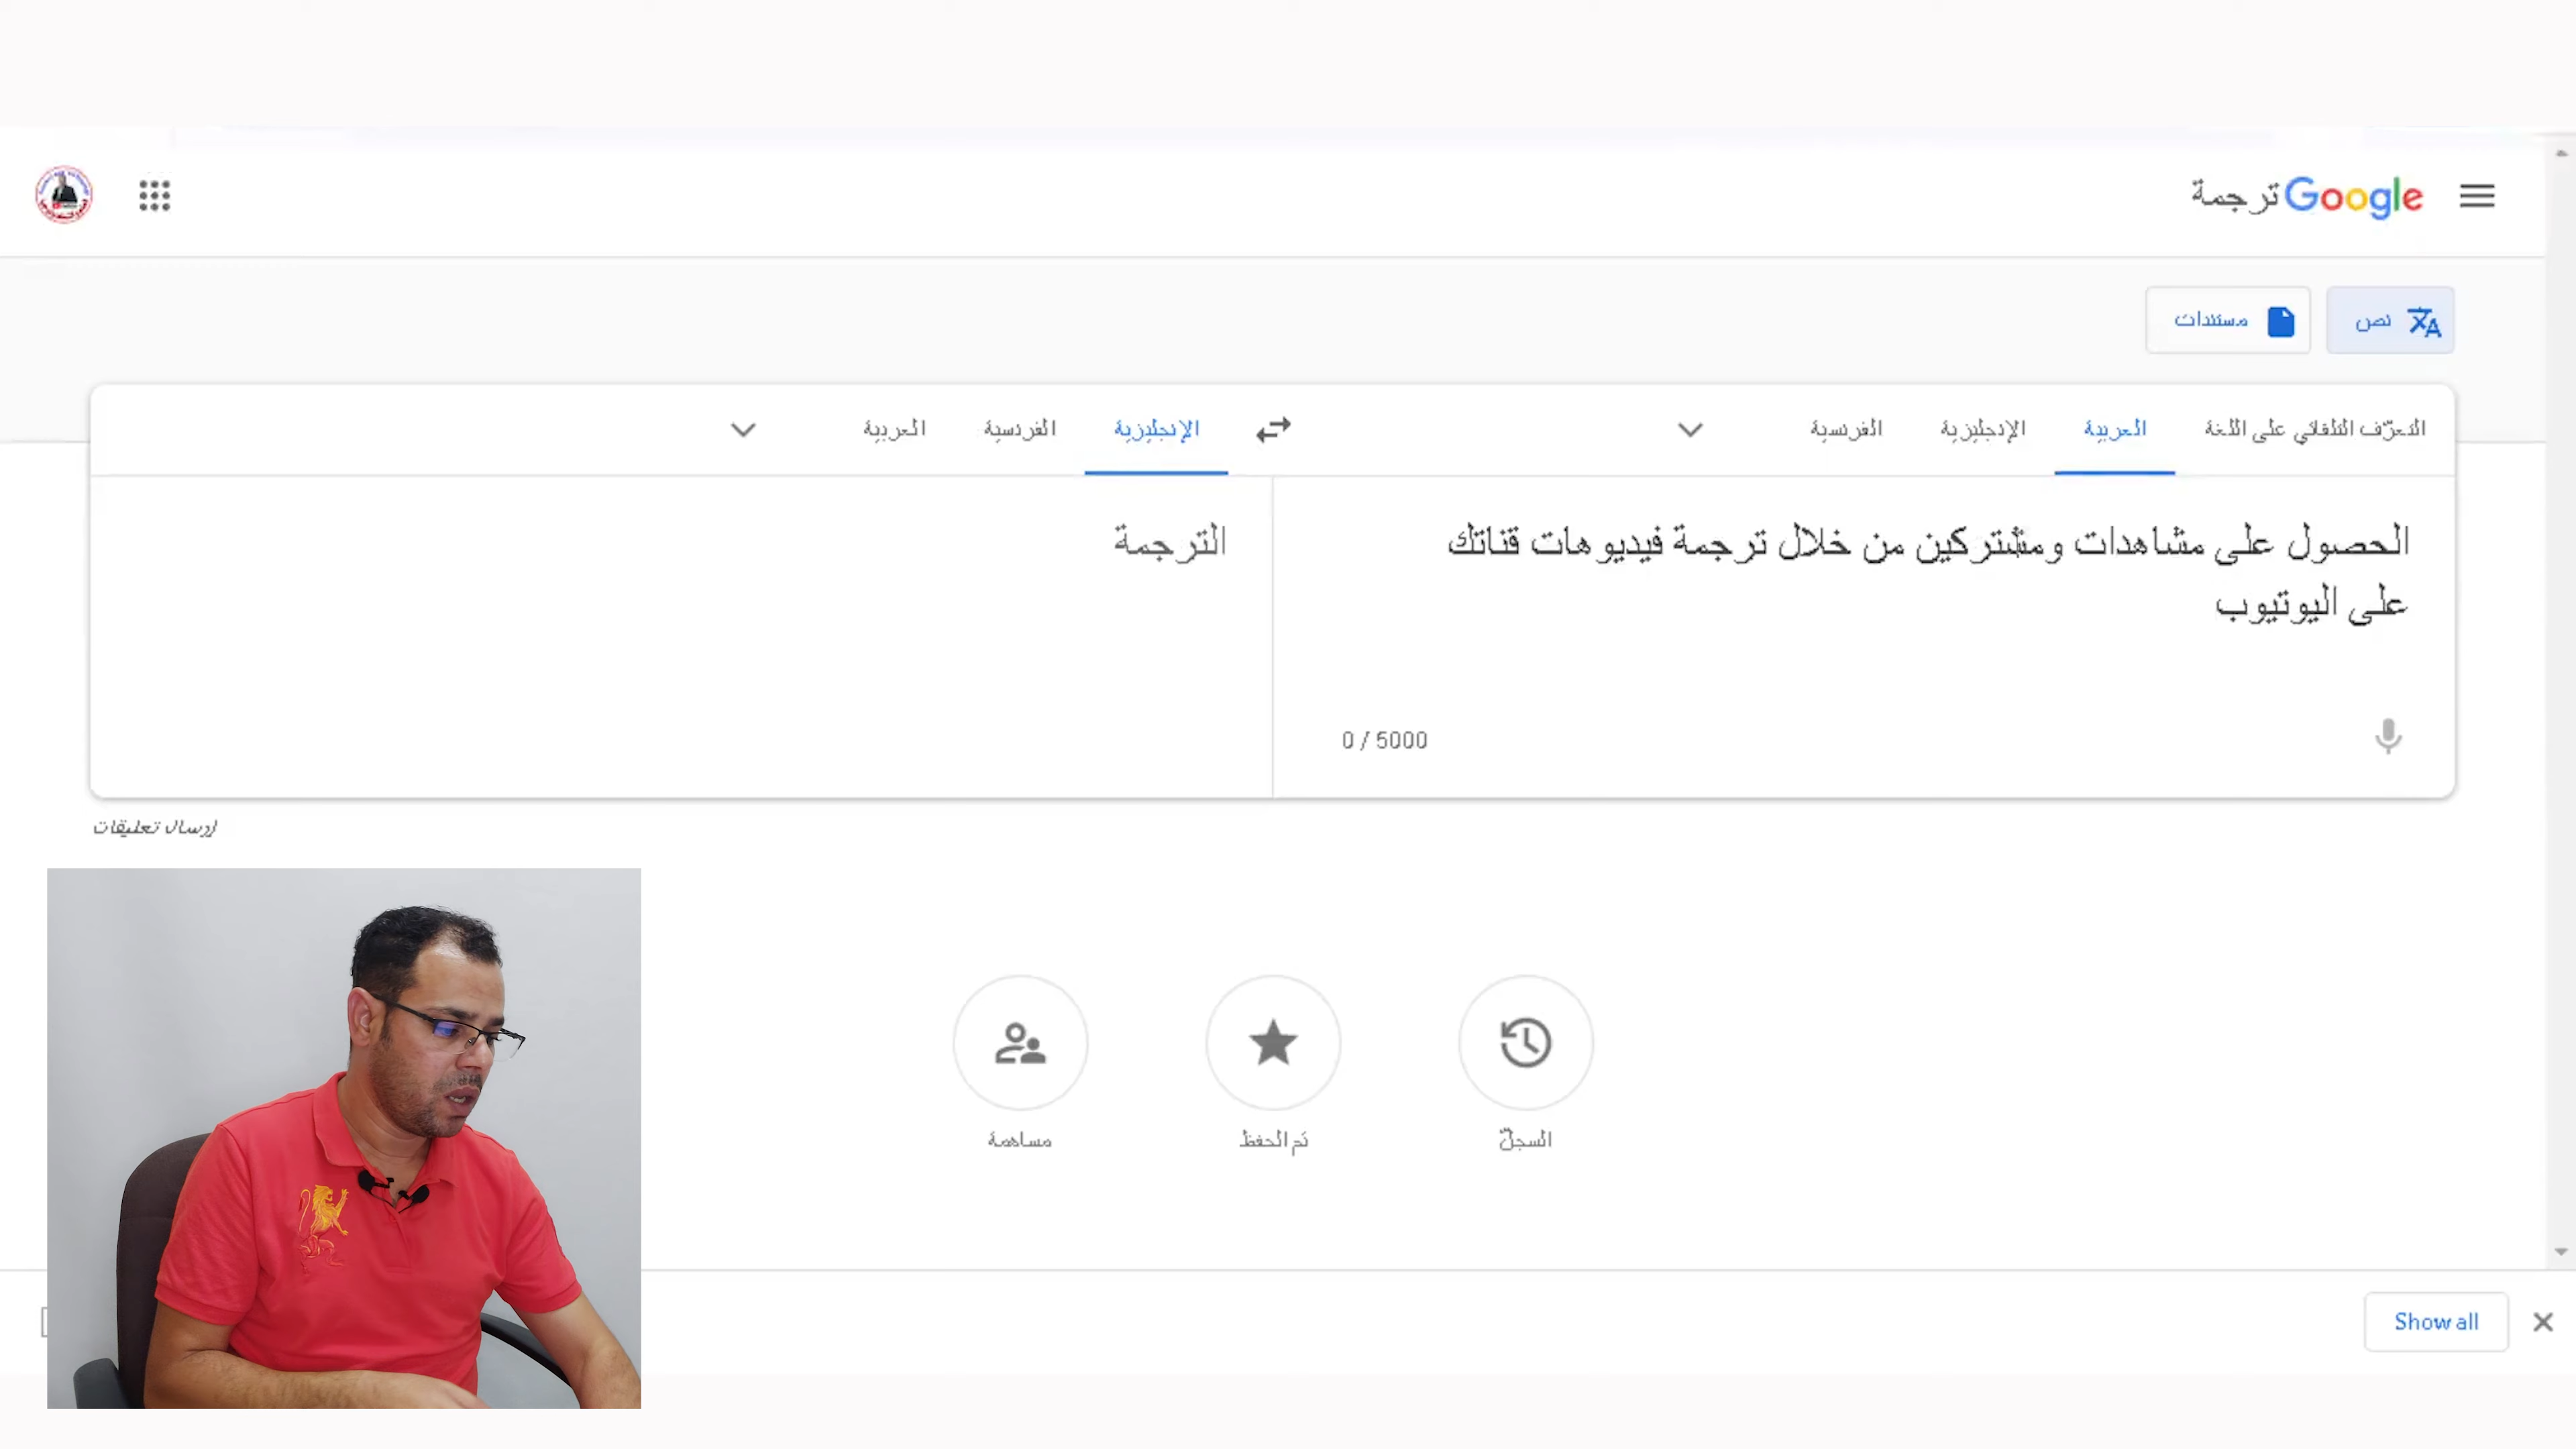 Google ترجمة
نص
مستندات
التعرّف التلقائي على اللغة العربية الإنجليزية الفرنسية
الإنجليزية الفرنسية العربية
الحصول على مشاهدات ومشتركين من خلال ترجمة فيديوهات قناتك
على اليوتيوب
0 / 5000
الترجمة
إرسال تعليقات
السجلّ
تم الحفظ
مساهمة
Show all